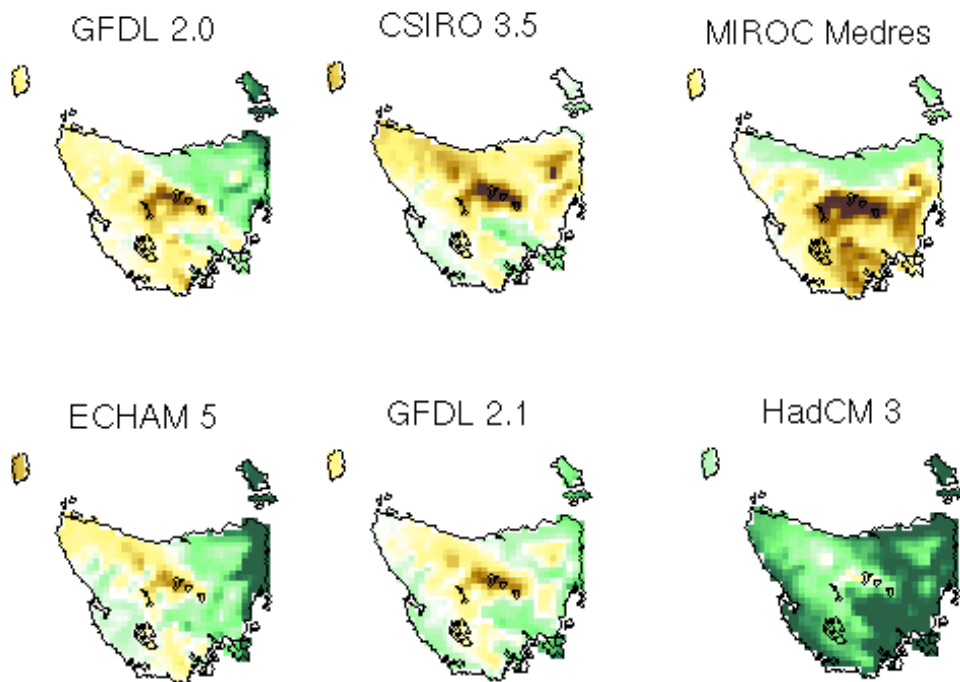 GFDL 2.0
CSIRO 3.5
MIROC Medres
ECHAM 5
GFDL 2.1
HadCM 3